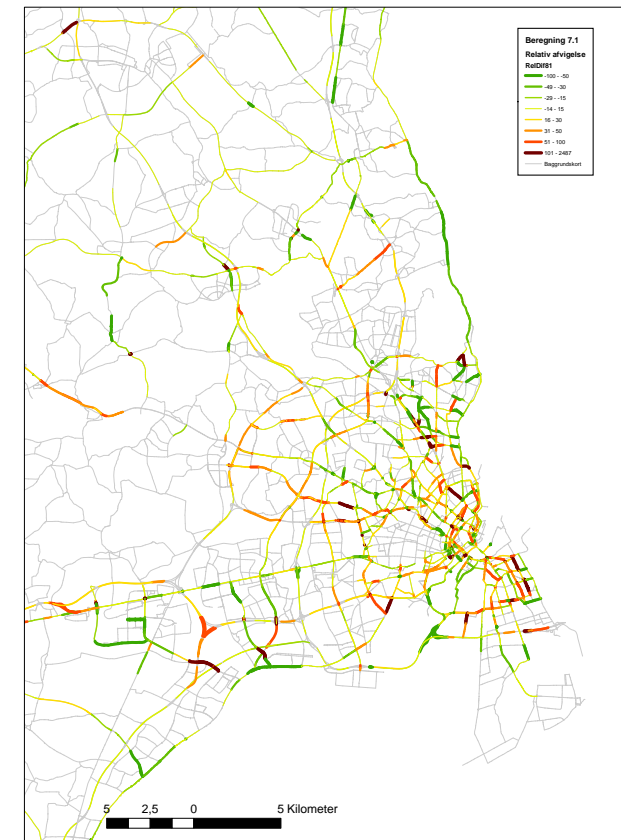 Beregning 7.1
Relativ afvigelse
RelDif81
-100 - -50
-49 - -30
-29 - -15
-14 - 15
16 - 30
31 - 50
51 - 100
101 - 2487
Baggrundskort
5 2,5 0 5 Kilometer